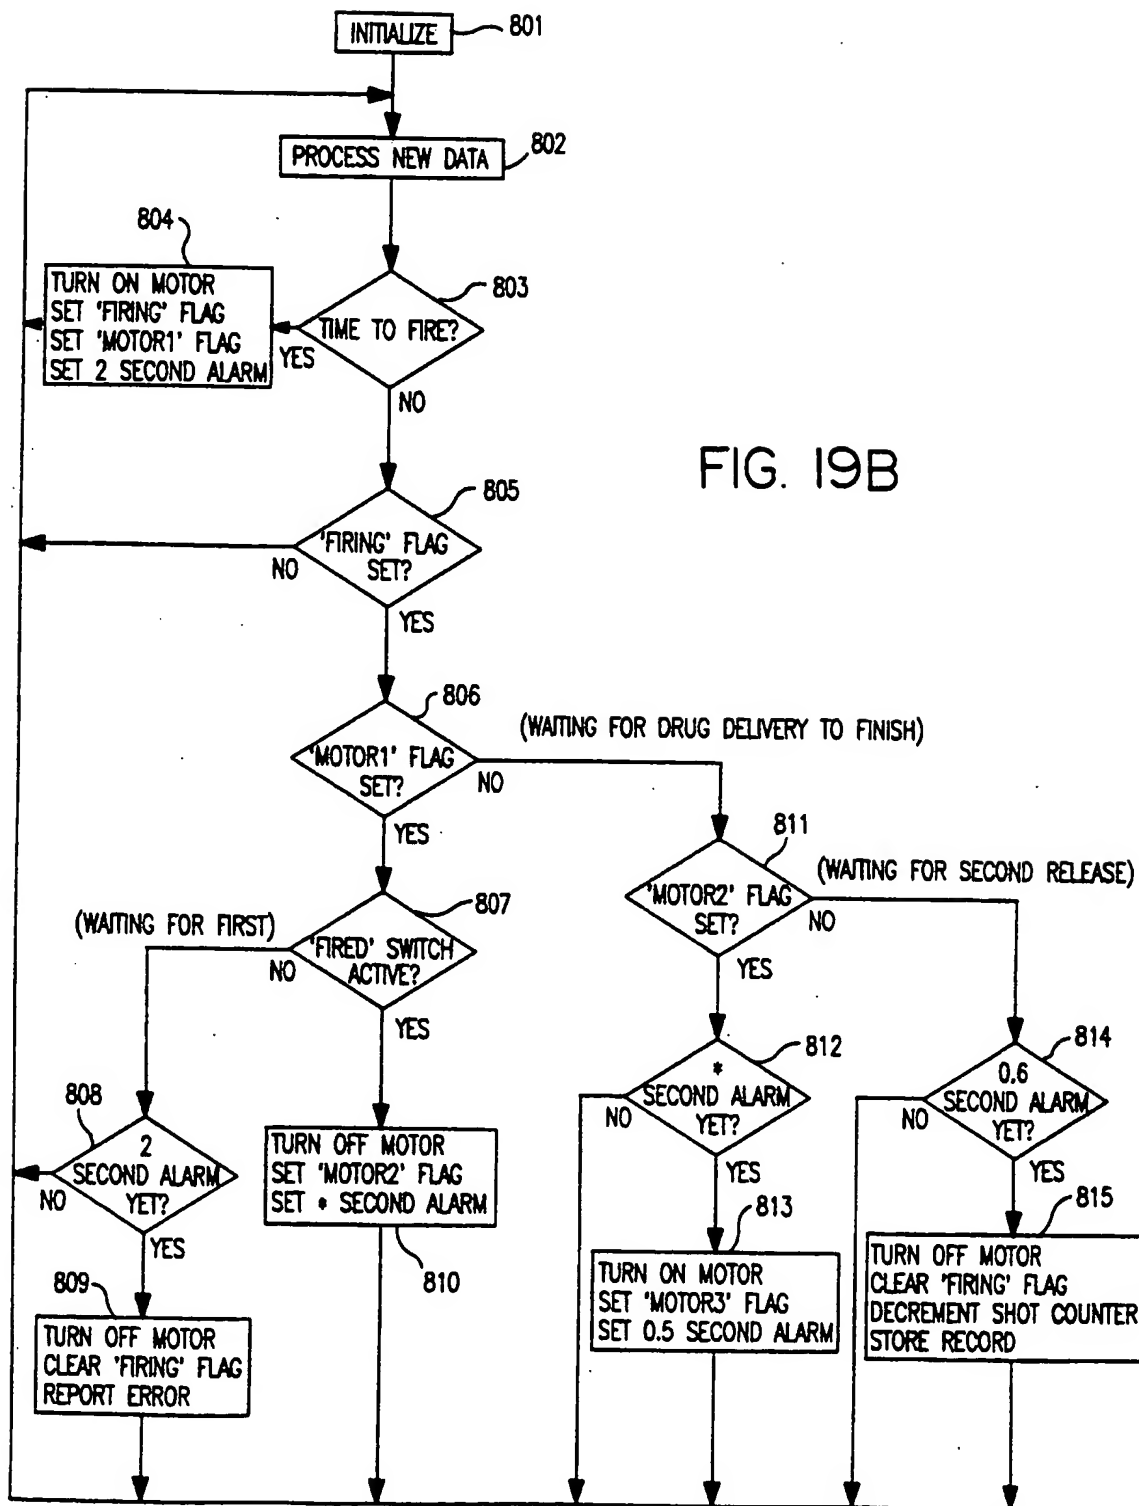 INITIALIZE
801
PROCESS NEW DATA
802
804
TURN ON MOTOR
SET 'FIRING' FLAG
SET 'MOTOR1' FLAG
SET 2 SECOND ALARM
803
TIME TO FIRE?
YES
NO
FIG. 19B
805
'FIRING' FLAG
SET?
NO
YES
806
'MOTOR1' FLAG
SET?
(WAITING FOR DRUG DELIVERY TO FINISH)
NO
YES
807
(WAITING FOR FIRST)
'FIRED' SWITCH
ACTIVE?
NO
YES
811
'MOTOR2' FLAG
SET?
(WAITING FOR SECOND RELEASE)
NO
YES
808
2
SECOND ALARM
YET?
NO
YES
TURN OFF MOTOR
SET 'MOTOR2' FLAG
SET * SECOND ALARM
810
812
*
SECOND ALARM
YET?
NO
YES
814
0.6
SECOND ALARM
YET?
NO
YES
809
TURN OFF MOTOR
CLEAR 'FIRING' FLAG
REPORT ERROR
813
TURN ON MOTOR
SET 'MOTOR3' FLAG
SET 0.5 SECOND ALARM
815
TURN OFF MOTOR
CLEAR 'FIRING' FLAG
DECREMENT SHOT COUNTER
STORE RECORD